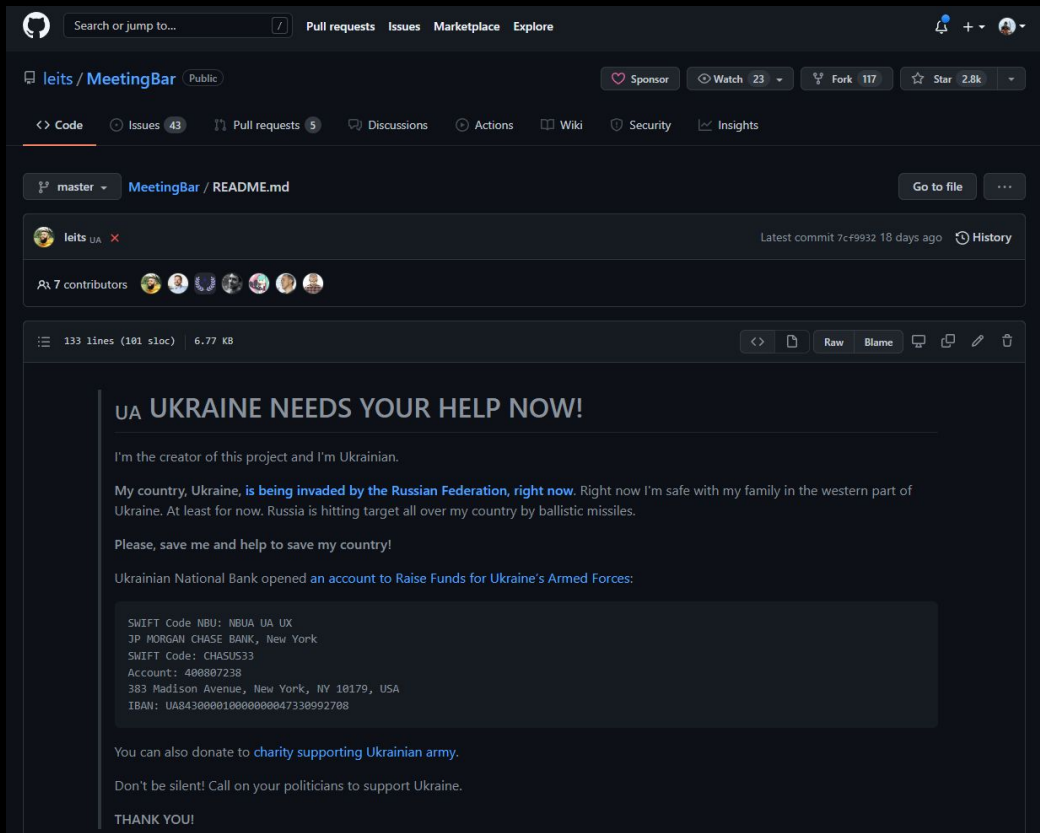 Search or jump to... /
Pull requests Issues Marketplace Explore
leits / MeetingBar Public
Sponsor Watch 23 Fork 117 Star 2.8k
Code Issues 43 Pull requests 5 Discussions Actions Wiki Security Insights
master MeetingBar / README.md Go to file ...
leits UA Latest commit 7cf9932 18 days ago History
7 contributors
133 lines (101 sloc) 6.77 KB Raw Blame
UA UKRAINE NEEDS YOUR HELP NOW!
I'm the creator of this project and I'm Ukrainian.
My country, Ukraine, is being invaded by the Russian Federation, right now. Right now I'm safe with my family in the western part of
Ukraine. At least for now. Russia is hitting target all over my country by ballistic missiles.
Please, save me and help to save my country!
Ukrainian National Bank opened an account to Raise Funds for Ukraine's Armed Forces:
SWIFT Code NBU: NBUA UA UX
JP MORGAN CHASE BANK, New York
SWIFT Code: CHASUS33
Account: 400807238
383 Madison Avenue, New York, NY 10179, USA
IBAN: UA843000010000000047330992708
You can also donate to charity supporting Ukrainian army.
Don't be silent! Call on your politicians to support Ukraine.
THANK YOU!